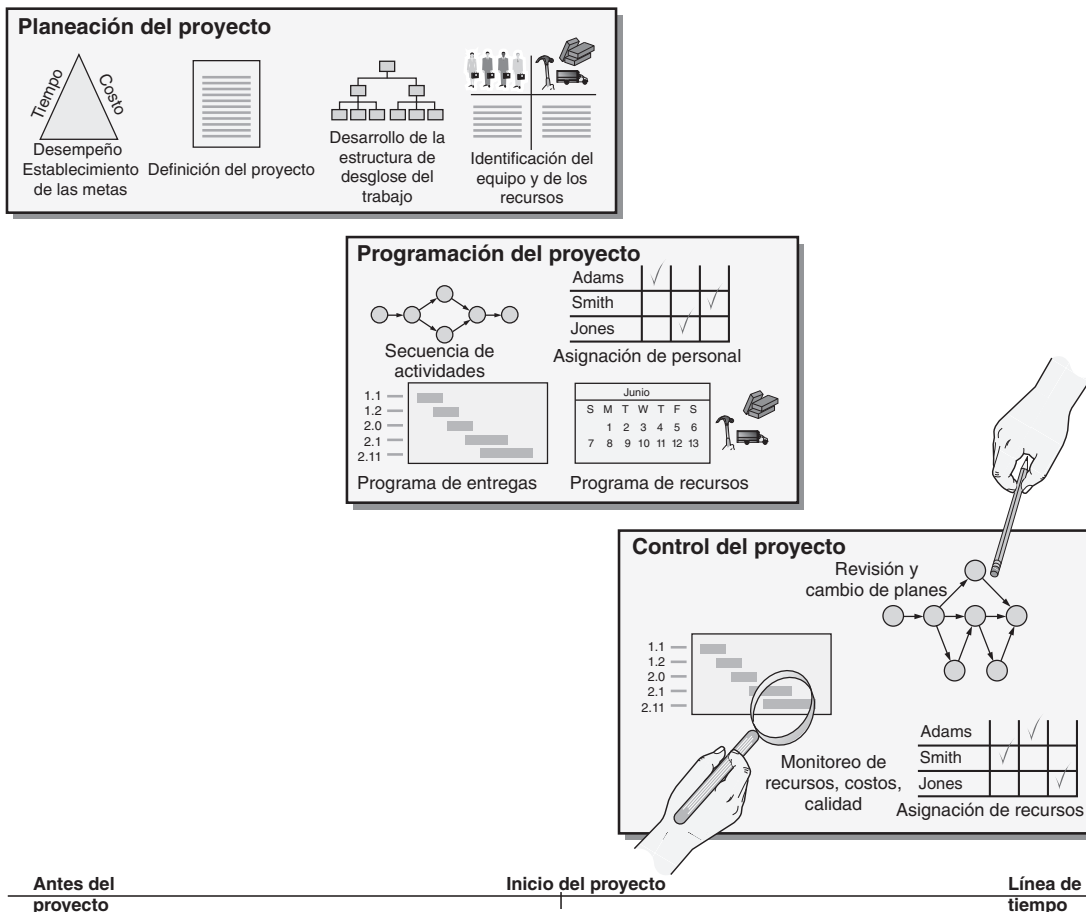 Planeación del proyecto
Tiempo
Costo
Desempeño
Establecimiento
de las metas
Definición del proyecto
Desarrollo de la
estructura de
desglose del
trabajo
Identificación del
equipo y de los
recursos
Programación del proyecto
Secuencia de
actividades
Adams
Smith
Jones
Asignación de personal
1.1
1.2
2.0
2.1
2.11
Programa de entregas
Junio
S M T W T F S
1 2 3 4 5 6
7 8 9 10 11 12 13
Programa de recursos
Control del proyecto
Revisión y
cambio de planes
1.1
1.2
2.0
2.1
2.11
Monitoreo de
recursos, costos,
calidad
Adams
Smith
Jones
Asignación de recursos
Antes del
proyecto
Inicio del proyecto
Línea de
tiempo